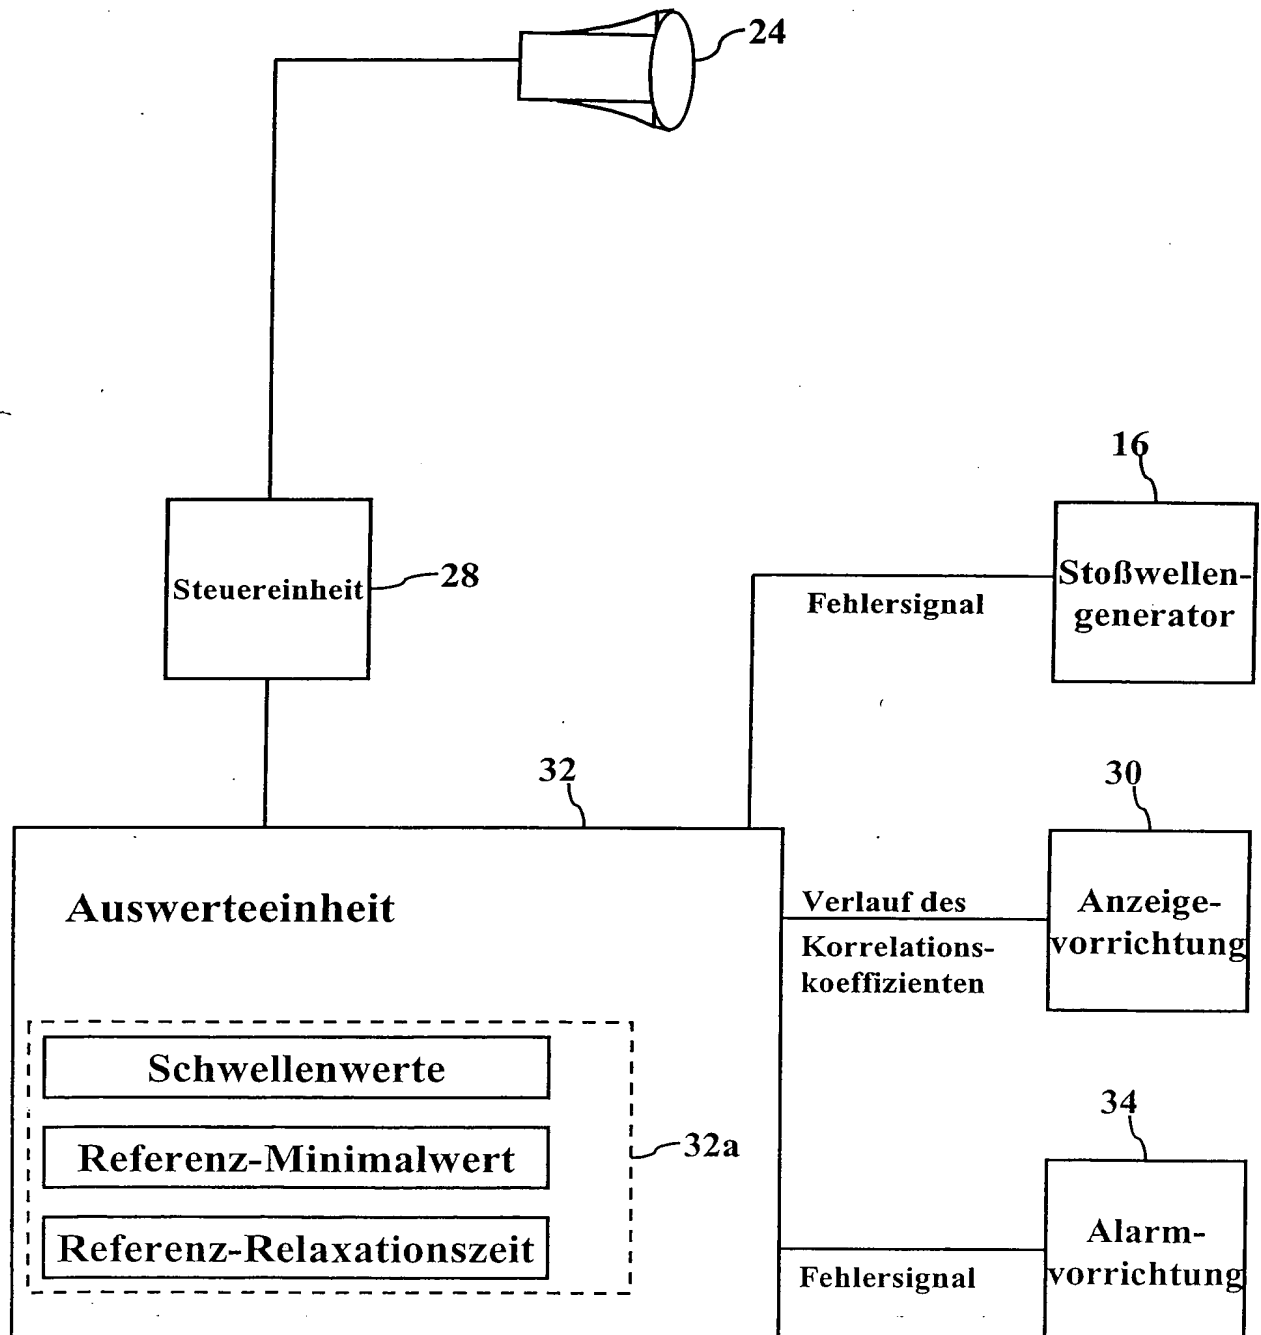 24
16
Steuereinheit
28
Stoßwellen-
generator
Fehlersignal
32
30
Auswerteeinheit
Verlauf des
Korrelations-
koeffizienten
Anzeige-
vorrichtung
Schwellenwerte
Referenz-Minimalwert
Referenz-Relaxationszeit
32a
34
Alarm-
vorrichtung
Fehlersignal